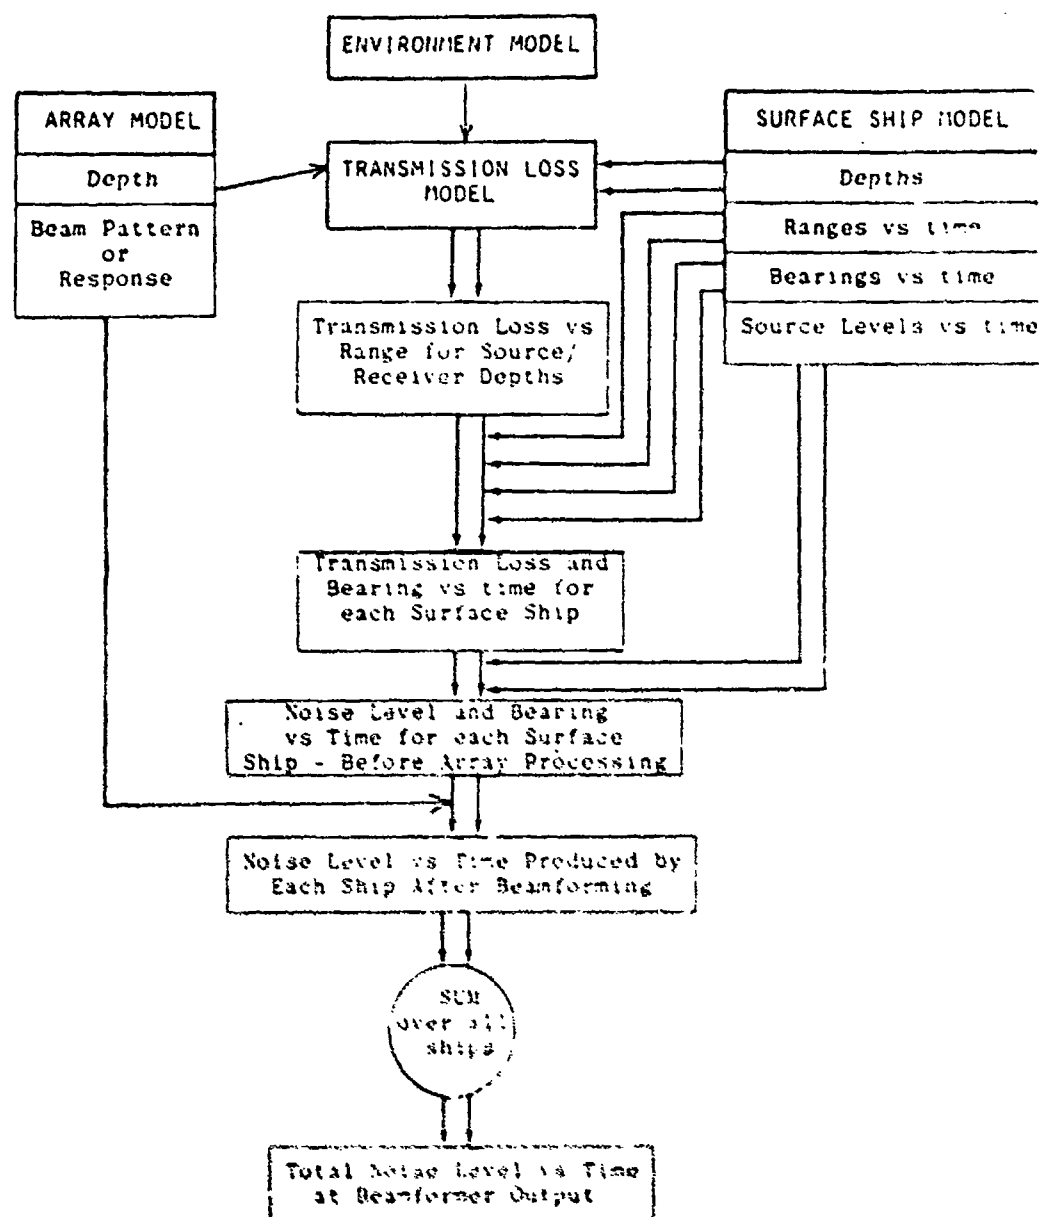 ENVIRONMENT MODEL
ARRAY MODEL
Depth
Beam Pattern
or
Response
TRANSMISSION LOSS
MODEL
SURFACE SHIP MODEL
Depths
Ranges vs time
Bearings vs time
Source Levels vs time
Transmission Loss vs
Range for Source/
Receiver Depths
Transmission Loss and
Bearing vs time for
each Surface Ship
Noise Level and Bearing
vs Time for each Surface
Ship - Before Array Processing
Noise Level vs Time Produced by
Each Ship After Beamforming
SUM
over all
ships
Total Noise Level vs Time
at Beamformer Output